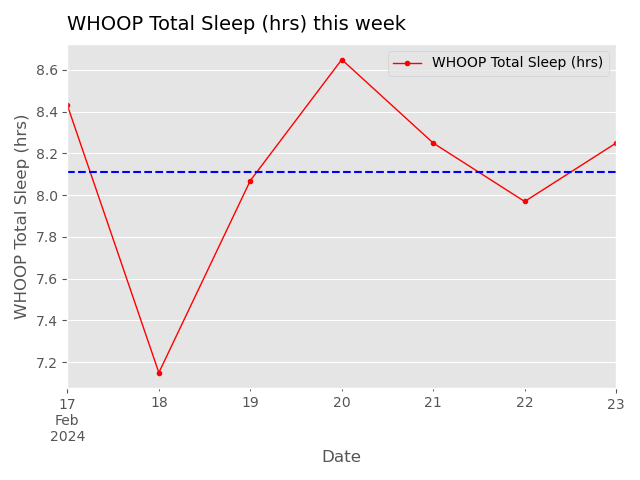 WHOOP Total Sleep (hrs) this week
WHOOP Total Sleep (hrs)
WHOOP Total Sleep (hrs)
8.6
8.4
8.2
8.0
7.8
7.6
7.4
7.2
17 18 19 20 21 22 23
Feb
2024
Date